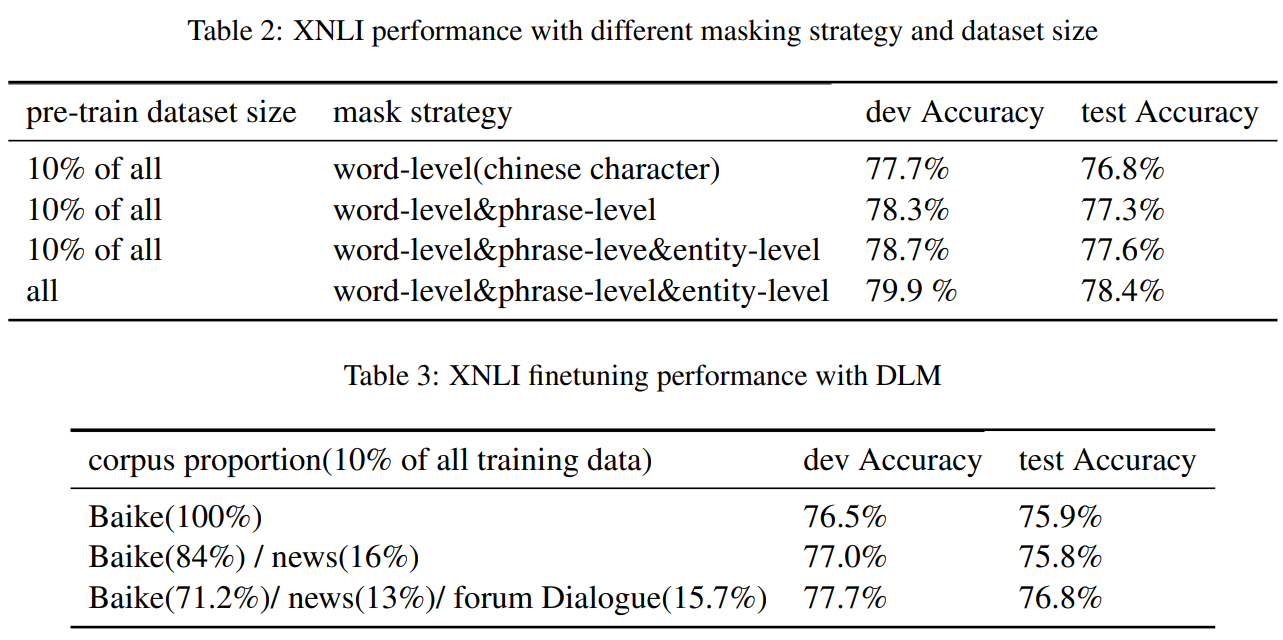 Table 2: XNLI performance with different masking strategy and dataset size
pre-train dataset size mask strategy dev Accuracy test Accuracy
10% of all word-level(chinese character) 77.7% 76.8%
10% of all word-level&phrase-level 78.3% 77.3%
10% of all word-level&phrase-leve&entity-level 78.7% 77.6%
all word-level&phrase-level&entity-level 79.9 % 78.4%
Table 3: XNLI finetuning performance with DLM
corpus proportion(10% of all training data) dev Accuracy test Accuracy
Baike(100%) 76.5% 75.9%
Baike(84%) / news(16%) 77.0% 75.8%
Baike(71.2%)/ news(13%)/ forum Dialogue(15.7%) 77.7% 76.8%